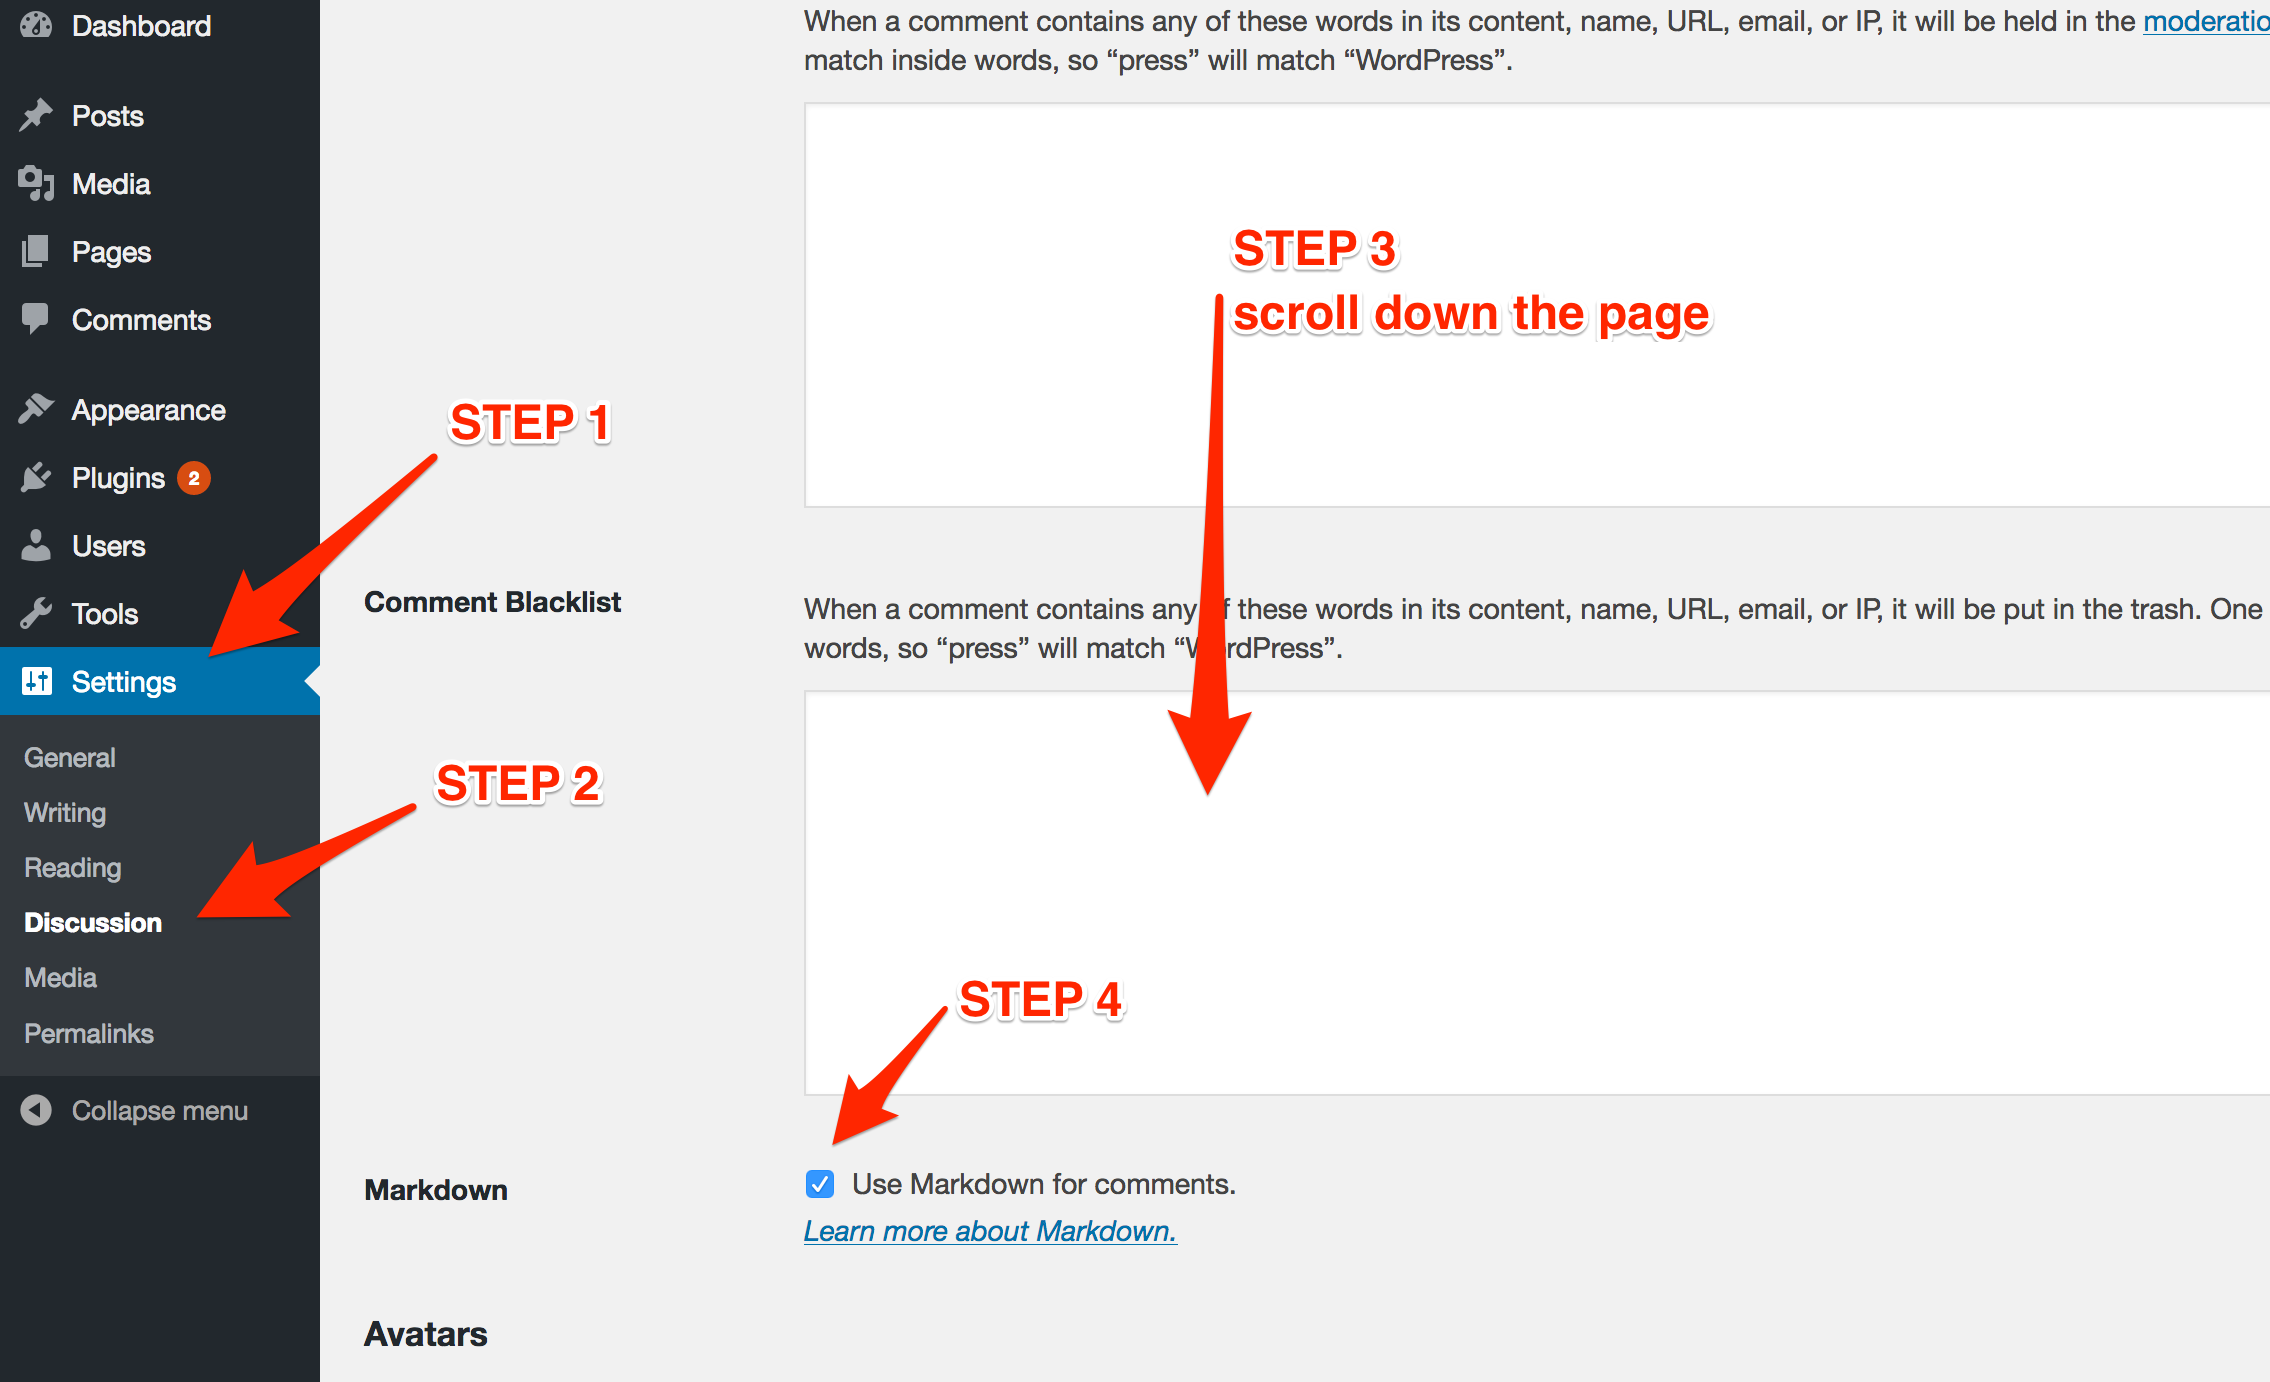 Dashboard
Posts
Media
Pages
Comments
Appearance
Plugins 2
Users
Tools
Settings
General
Writing
Reading
Discussion
Media
Permalinks
Collapse menu
When a comment contains any of these words in its content, name, URL, email, or IP, it will be held in the moderatio
match inside words, so “press” will match “WordPress”.
STEP 3
scroll down the page
STEP 1
Comment Blacklist
When a comment contains any of these words in its content, name, URL, email, or IP, it will be put in the trash. One
words, so “press” will match “WordPress”.
STEP 2
STEP 4
Markdown
Use Markdown for comments.
Learn more about Markdown.
Avatars